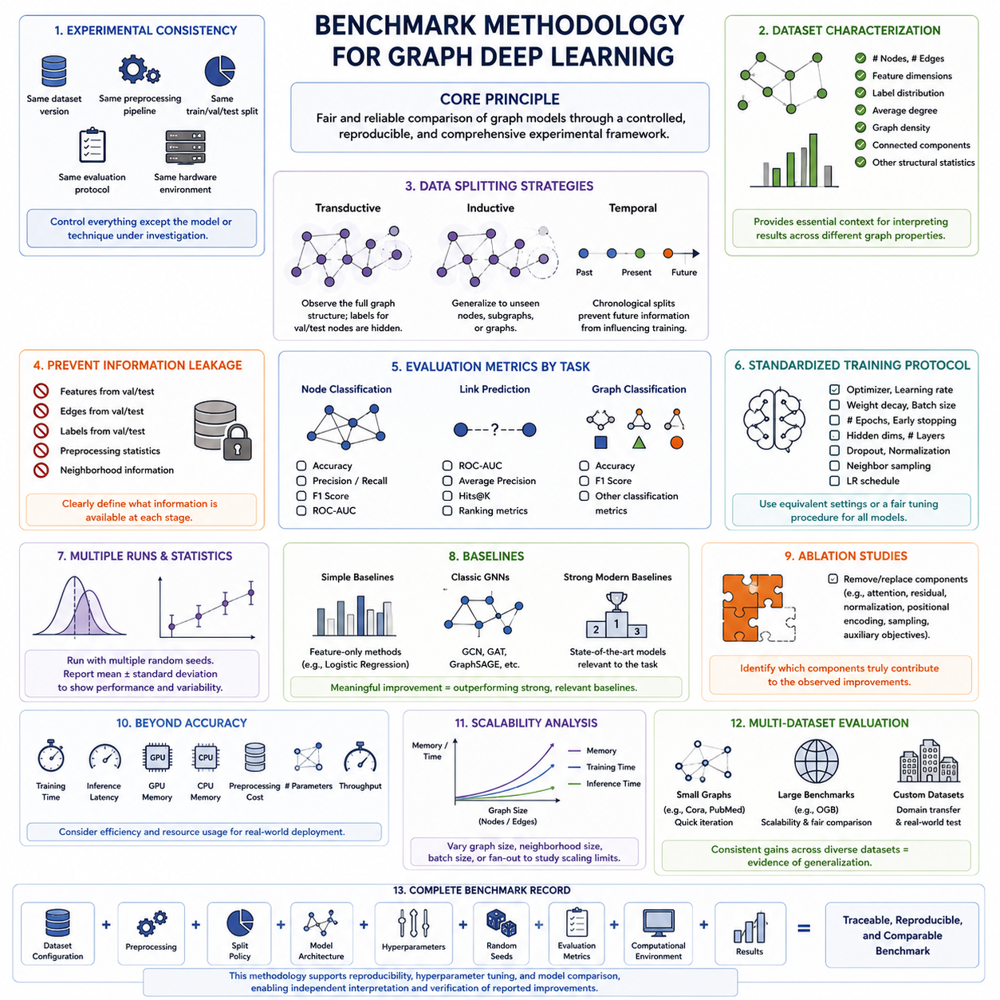 BENCHMARK METHODOLOGY
FOR GRAPH DEEP LEARNING
CORE PRINCIPLE
Fair and reliable comparison of graph models through a controlled,
reproducible, and comprehensive experimental framework.
1. EXPERIMENTAL CONSISTENCY
Same dataset
version
Same preprocessing
pipeline
Same
train/val/test split
Same evaluation
protocol
Same hardware
environment
Control everything except the model or
technique under investigation.
2. DATASET CHARACTERIZATION
# Nodes, # Edges
Feature dimensions
Label distribution
Average degree
Graph density
Connected components
Other structural statistics
Provides essential context for interpreting
results across different graph properties.
3. DATA SPLITTING STRATEGIES
Transductive
Observe the full graph
structure; labels for
val/test nodes are hidden.
Inductive
Generalize to unseen
nodes, subgraphs,
or graphs.
Temporal
Past
Present
Future
Chronological splits
prevent future information
from influencing training.
4. PREVENT INFORMATION LEAKAGE
Features from val/test
Edges from val/test
Labels from val/test
Preprocessing statistics
Neighborhood information
Clearly define what information is
available at each stage.
5. EVALUATION METRICS BY TASK
Node Classification
Accuracy
Precision / Recall
F1 Score
ROC-AUC
Link Prediction
?
ROC-AUC
Average Precision
Hits@K
Ranking metrics
Graph Classification
Accuracy
F1 Score
Other classification
metrics
6. STANDARDIZED TRAINING PROTOCOL
Optimizer, Learning rate
Weight decay, Batch size
# Epochs, Early stopping
Hidden dims, # Layers
Dropout, Normalization
Neighbor sampling
LR schedule
Use equivalent settings or a fair tuning
procedure for all models.
7. MULTIPLE RUNS & STATISTICS
Run with multiple random seeds.
Report mean ± standard deviation
to show performance and variability.
8. BASELINES
Simple Baselines
Feature-only methods
(e.g., Logistic Regression)
Classic GNNs
GCN, GAT,
GraphSAGE, etc.
Strong Modern Baselines
2 1 3
State-of-the-art models
relevant to the task
Meaningful improvement = outperforming strong, relevant baselines.
9. ABLATION STUDIES
Remove/replace components
(e.g., attention, residual,
normalization, positional
encoding, sampling,
auxiliary objectives).
Identify which components truly contribute
to the observed improvements.
10. BEYOND ACCURACY
Training
Time
Inference
Latency
GPU
GPU
Memory
CPU
CPU
Memory
Preprocessing
Cost
# Parameters
Throughput
Consider efficiency and resource usage for real-world deployment.
11. SCALABILITY ANALYSIS
Memory /
Time
Memory
Training Time
Inference Time
Graph Size
(Nodes / Edges)
Vary graph size, neighborhood size,
batch size, or fan-out to study scaling limits.
12. MULTI-DATASET EVALUATION
Small Graphs
(e.g., Cora, PubMed)
Quick iteration
Large Benchmarks
(e.g., OGB)
Scalability & fair comparison
Custom Datasets
Domain transfer
& real-world test
Consistent gains across diverse datasets =
evidence of generalization.
13. COMPLETE BENCHMARK RECORD
Dataset
Configuration
+
Preprocessing
+
Split
Policy
+
Model
Architecture
+
Hyperparameters
+
Random
Seeds
+
Evaluation
Metrics
+
Computational
Environment
+
Results
=
Traceable, Reproducible,
and Comparable
Benchmark
This methodology supports reproducibility, hyperparameter tuning, and model comparison,
enabling independent interpretation and verification of reported improvements.